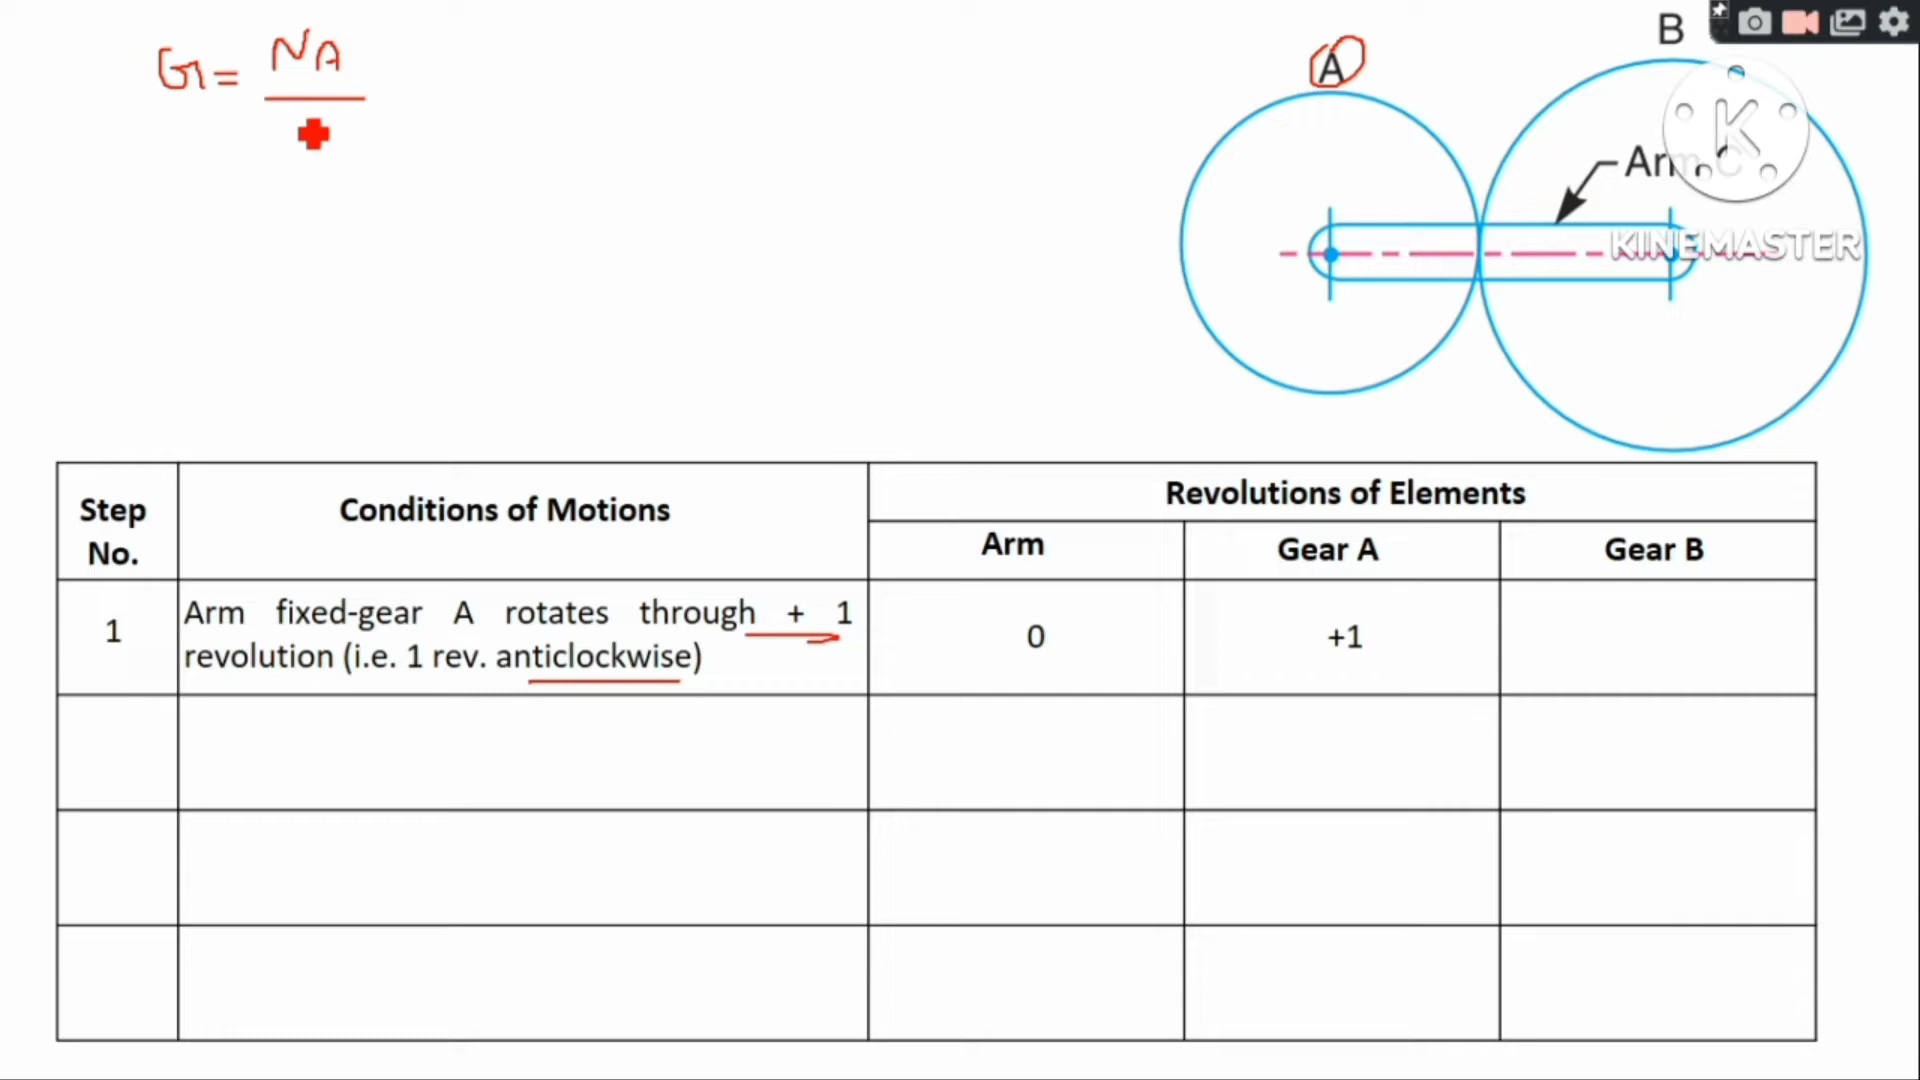 G = NA
A
B
Arm C
K
KINEMASTER
Step No.
Conditions of Motions
Revolutions of Elements
Arm
Gear A
Gear B
1
Arm fixed-gear A rotates through + 1
revolution (i.e. 1 rev. anticlockwise)
0
+1